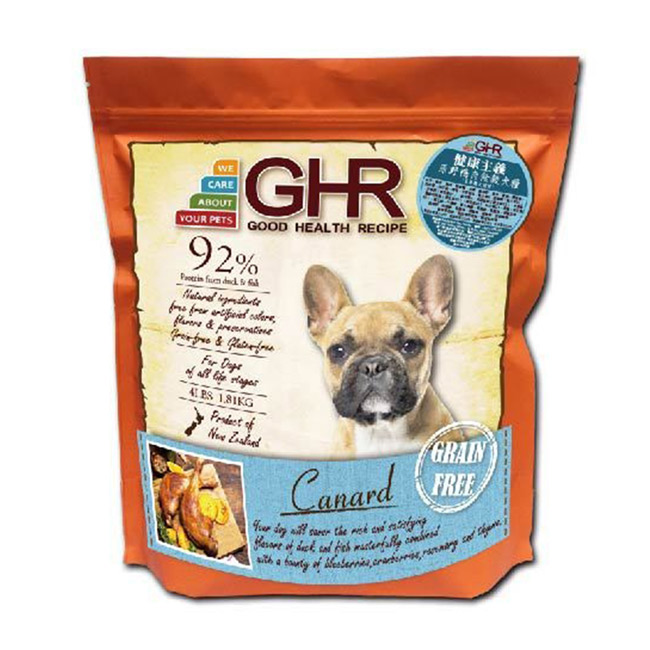 WE
CARE
ABOUT
YOUR PETS
GHR
GOOD HEALTH RECIPE
GHR
健康主義
92%
Protein from duck & fish
Natural ingredients
free from artificial colors,
flavors & preservatives
Grain-free & Gluten-free
For Dogs
of all life stages
4LBS 1.81KG
Product of
New Zealand
GRAIN
FREE
Canard
Your dog will savor the rich and satisfying
flavors of duck and fish masterfully combined
with a bounty of blueberries, cranberries, rosemary and thyme.